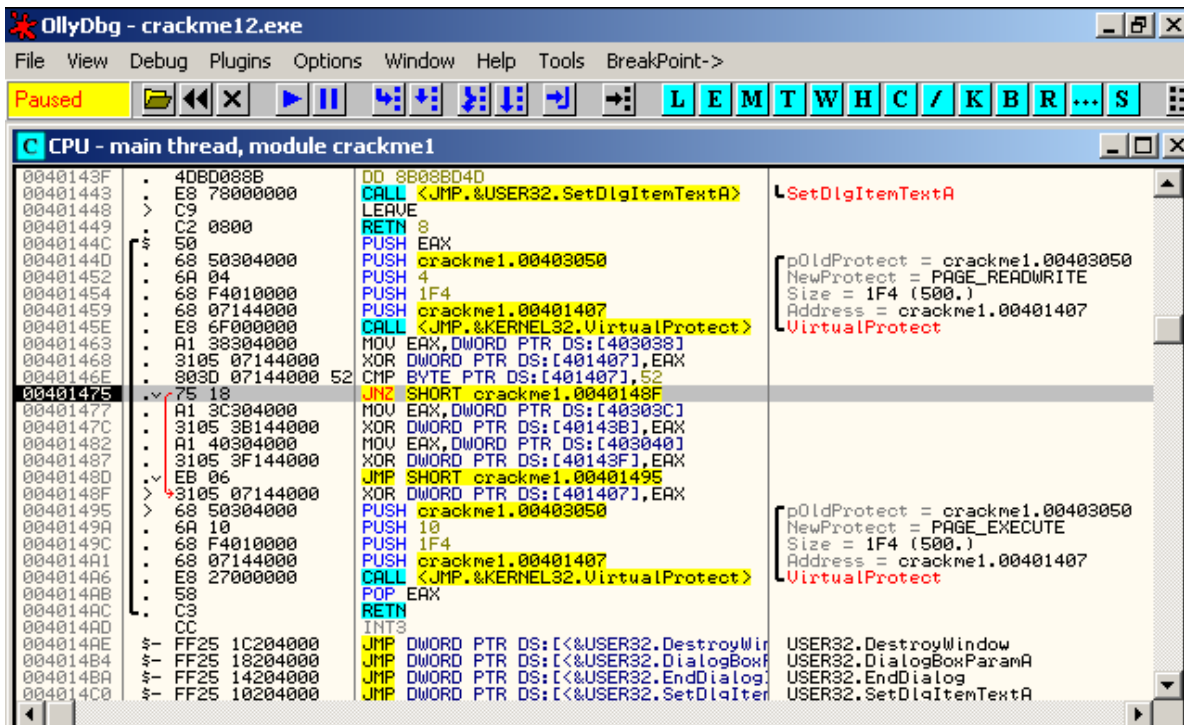 OllyDbg - crackme12.exe
File View Debug Plugins Options Window Help Tools BreakPoint->
Paused L E M T W H C / K B R ... S
C CPU - main thread, module crackme1
0040143F . 4DBD088B DD 8B08BD4D
00401443 . E8 78000000 CALL <JMP.&USER32.SetDlgItemTextA> SetDlgItemTextA
00401448 > C9 LEAVE
00401449 . C2 0800 RETN 8
0040144C $ 50 PUSH EAX
0040144D . 68 50304000 PUSH crackme1.00403050 pOldProtect = crackme1.00403050
00401452 . 6A 04 PUSH 4 NewProtect = PAGE_READWRITE
00401454 . 68 F4010000 PUSH 1F4 Size = 1F4 (500.)
00401459 . 68 07144000 PUSH crackme1.00401407 Address = crackme1.00401407
0040145E . E8 6F000000 CALL <JMP.&KERNEL32.VirtualProtect> VirtualProtect
00401463 . A1 38304000 MOV EAX,DWORD PTR DS:[403038]
00401468 . 3105 07144000 XOR DWORD PTR DS:[401407],EAX
0040146E . 803D 07144000 52 CMP BYTE PTR DS:[401407],52
00401475 . 75 18 JNZ SHORT crackme1.0040148F
00401477 . A1 3C304000 MOV EAX,DWORD PTR DS:[40303C]
0040147C . 3105 3B144000 XOR DWORD PTR DS:[40143B],EAX
00401482 . A1 40304000 MOV EAX,DWORD PTR DS:[403040]
00401487 . 3105 3F144000 XOR DWORD PTR DS:[40143F],EAX
0040148D . EB 06 JMP SHORT crackme1.00401495
0040148F > 3105 07144000 XOR DWORD PTR DS:[401407],EAX
00401495 > 68 50304000 PUSH crackme1.00403050 pOldProtect = crackme1.00403050
0040149A . 6A 10 PUSH 10 NewProtect = PAGE_EXECUTE
0040149C . 68 F4010000 PUSH 1F4 Size = 1F4 (500.)
004014A1 . 68 07144000 PUSH crackme1.00401407 Address = crackme1.00401407
004014A6 . E8 27000000 CALL <JMP.&KERNEL32.VirtualProtect> VirtualProtect
004014AB . 58 POP EAX
004014AC . C3 RETN
004014AD CC INT3
004014AE $- FF25 1C204000 JMP DWORD PTR DS:[<&USER32.DestroyWin USER32.DestroyWindow
004014B4 $- FF25 18204000 JMP DWORD PTR DS:[<&USER32.DialogBoxP USER32.DialogBoxParamA
004014BA $- FF25 14204000 JMP DWORD PTR DS:[<&USER32.EndDialog] USER32.EndDialog
004014C0 $- FF25 10204000 JMP DWORD PTR DS:[<&USER32.SetDlgItem USER32.SetDlgItemTextA